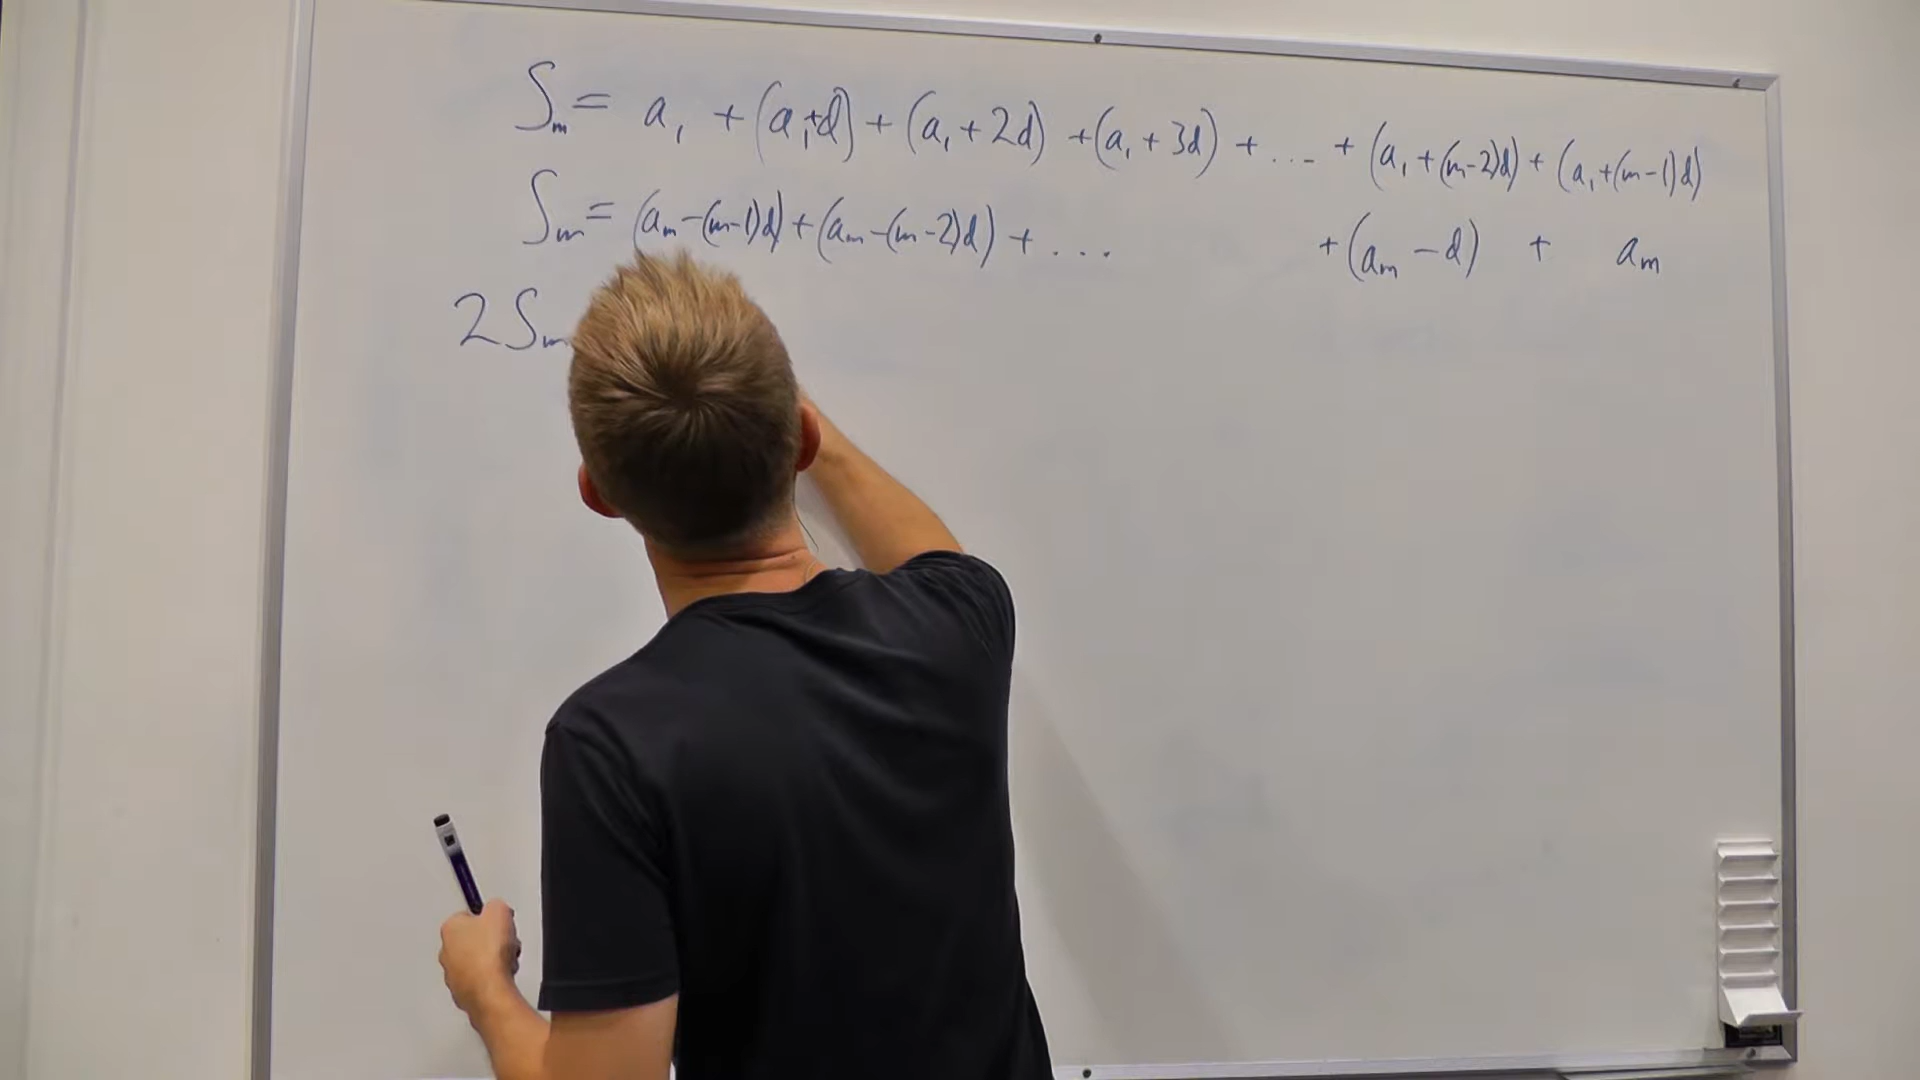 Sₘ = a₁ + (a₁+d) + (a₁ + 2d) + (a₁ + 3d) + ... + (a₁ + (m-2)d) + (a₁ + (m-1)d)
Sₘ = (aₘ - (m-1)d) + (aₘ - (m-2)d) + .... + (aₘ - d) + aₘ
2Sₘ